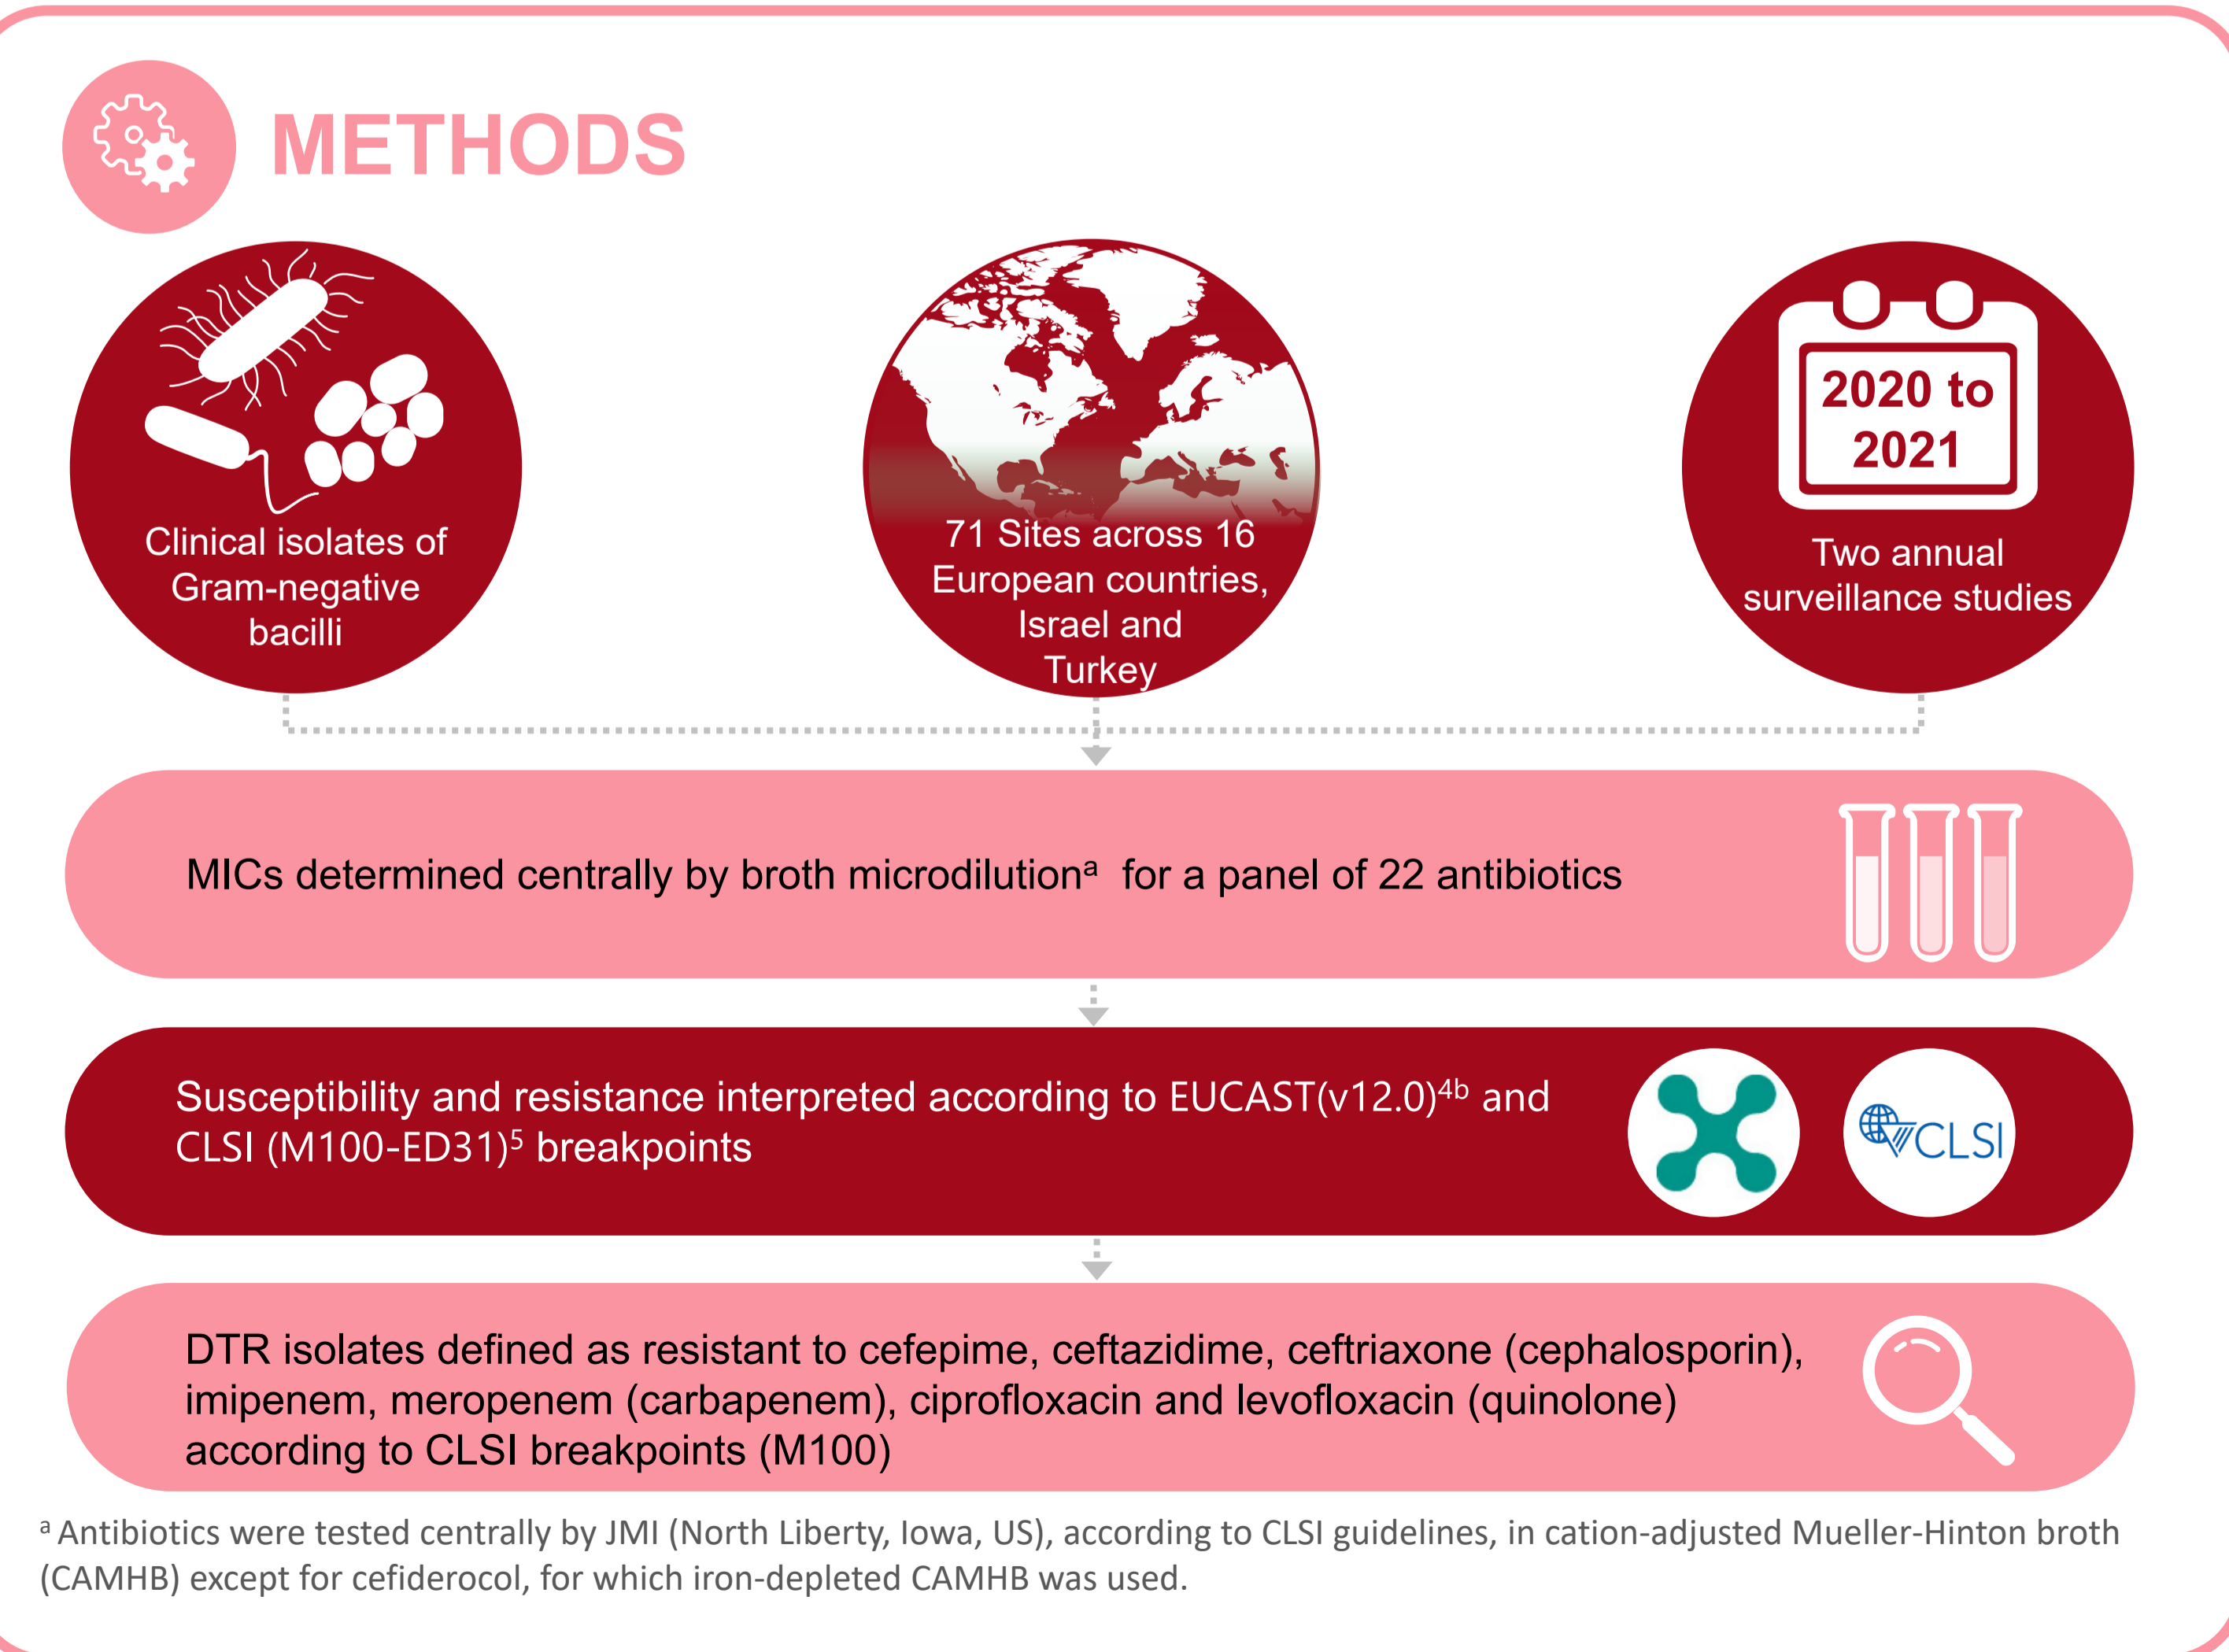 METHODS
Clinical isolates of
Gram-negative
bacilli
71 Sites across 16
European countries,
Israel and
Turkey
2020 to
2021
Two annual
surveillance studies
MICs determined centrally by broth microdilutionᵃ for a panel of 22 antibiotics
Susceptibility and resistance interpreted according to EUCAST(v12.0)⁴ᵇ and
CLSI (M100-ED31)⁵ breakpoints
CLSI
DTR isolates defined as resistant to cefepime, ceftazidime, ceftriaxone (cephalosporin),
imipenem, meropenem (carbapenem), ciprofloxacin and levofloxacin (quinolone)
according to CLSI breakpoints (M100)
ᵃ Antibiotics were tested centrally by JMI (North Liberty, Iowa, US), according to CLSI guidelines, in cation-adjusted Mueller-Hinton broth
(CAMHB) except for cefiderocol, for which iron-depleted CAMHB was used.